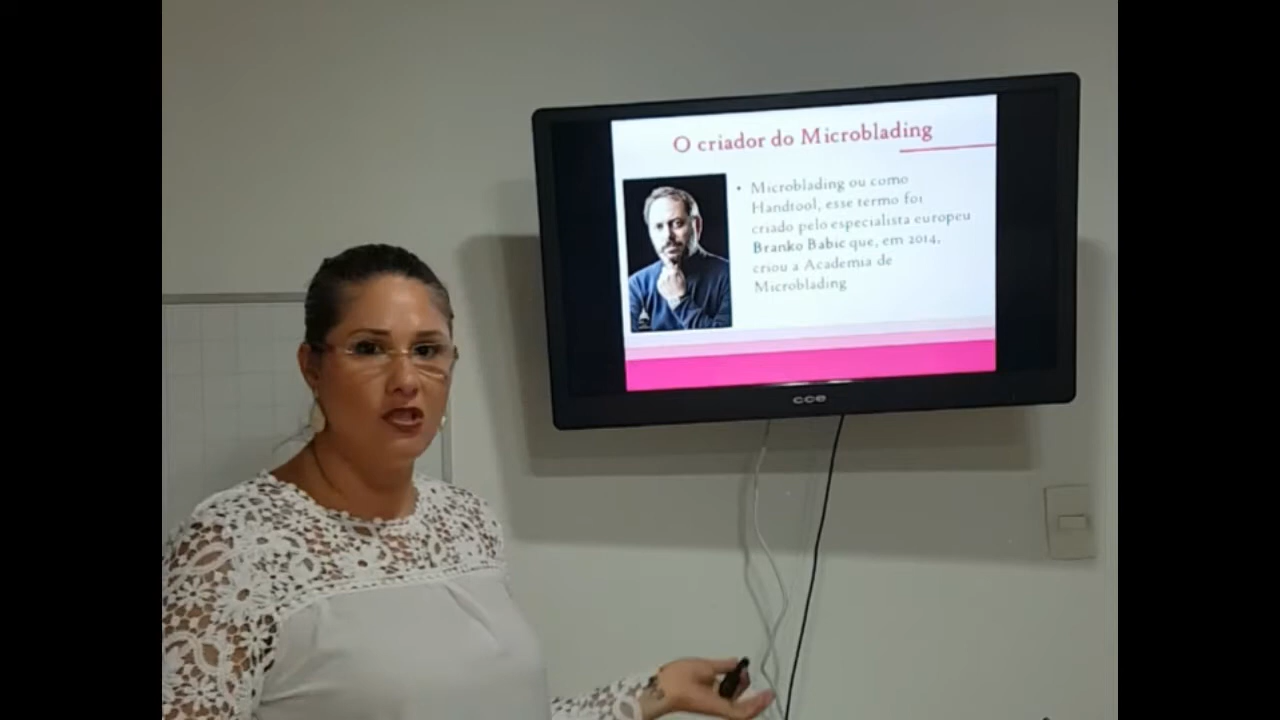 O criador do Microblading
• Microblading ou como
Handtool, esse termo foi
criado pelo especialista europeu
Branko Babic que, em 2014,
criou a Academia de
Microblading
cce